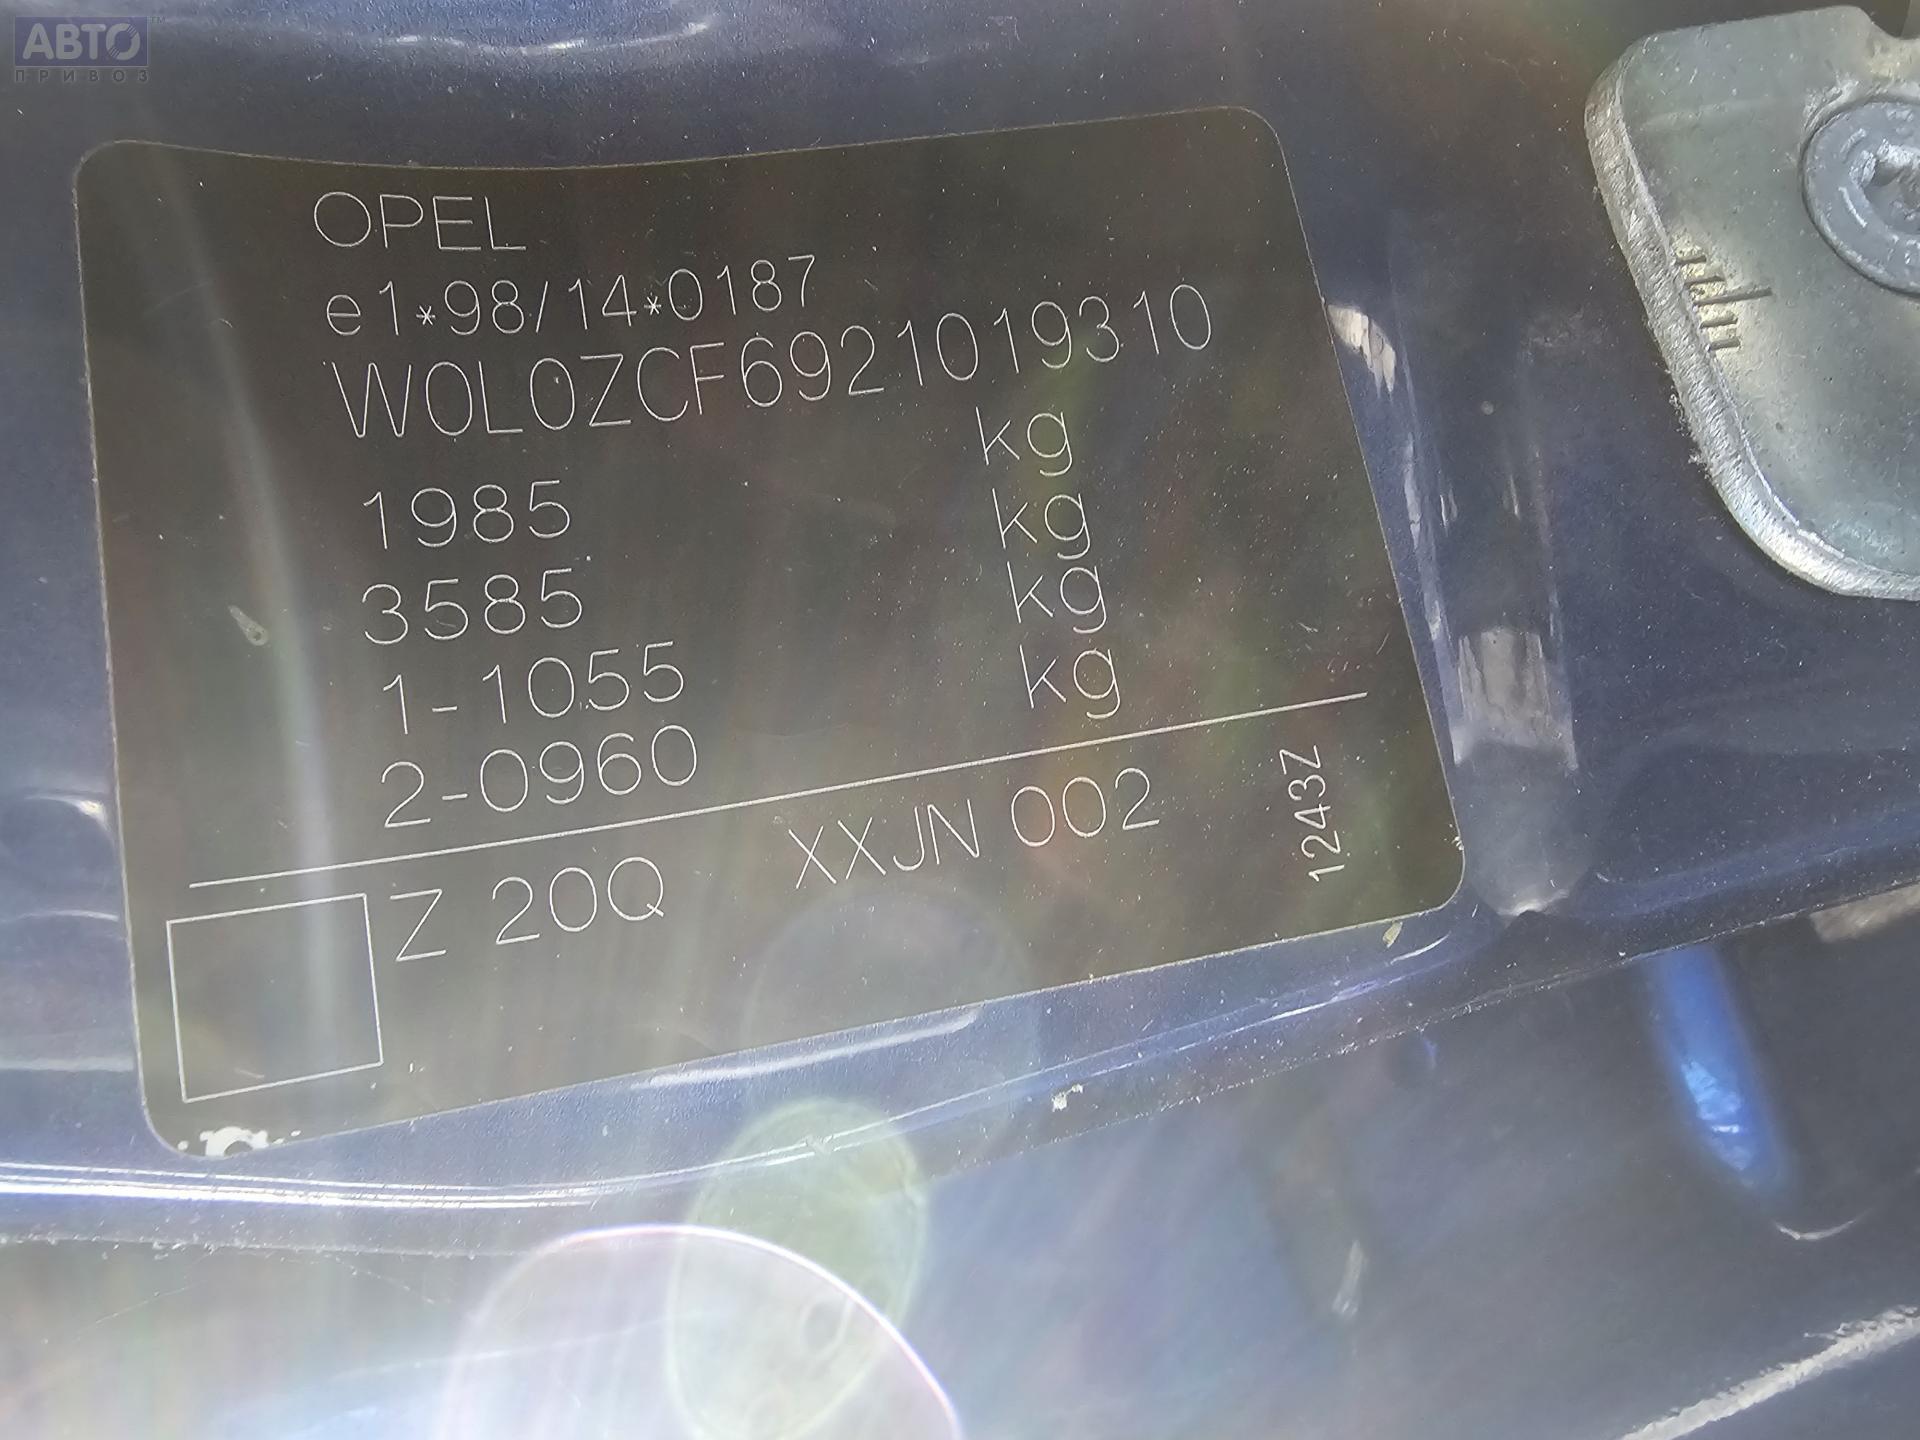 АВТО
ПРИВОЗ
OPEL
e1*98/14*0187
W0L0ZCF6921019310
kg
1985 kg
3585 kg
1-1055 kg
2-0960
Z 20Q XXJN 002
1243Z